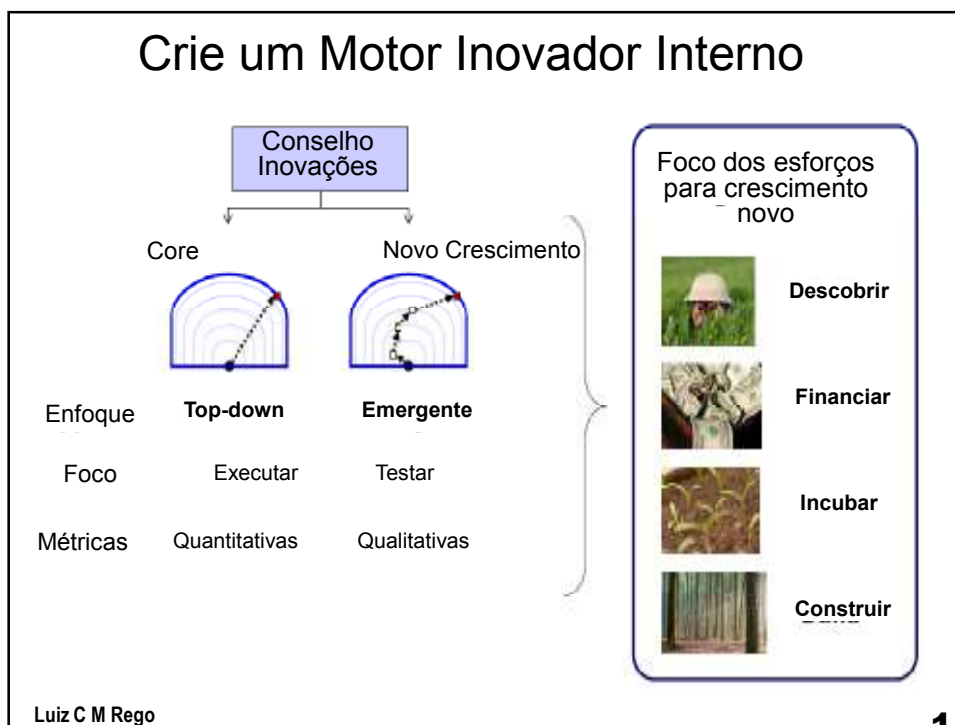 Crie um Motor Inovador Interno
Conselho
Inovações
Core
Novo Crescimento
Enfoque
Top-down
Emergente
Foco
Executar
Testar
Métricas
Quantitativas
Qualitativas
Foco dos esforços
para crescimento
novo
Descobrir
Financiar
Incubar
Construir
Luiz C M Rego
1